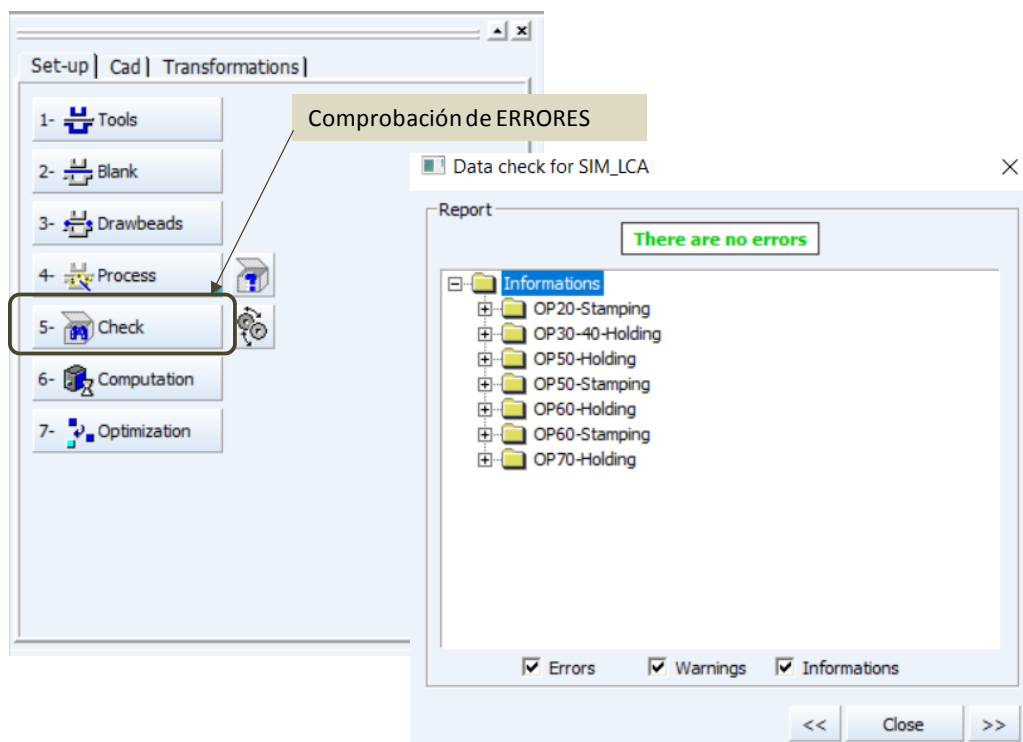 Set-up Cad Transformations
1- Tools
2- Blank
3- Drawbeads
4- Process
5- Check
6- Computation
7- Optimization
Comprobación de ERRORES
Data check for SIM_LCA
Report
There are no errors
Informations
OP20-Stamping
OP30-40-Holding
OP50-Holding
OP50-Stamping
OP60-Holding
OP60-Stamping
OP70-Holding
Errors Warnings Informations
<< Close >>